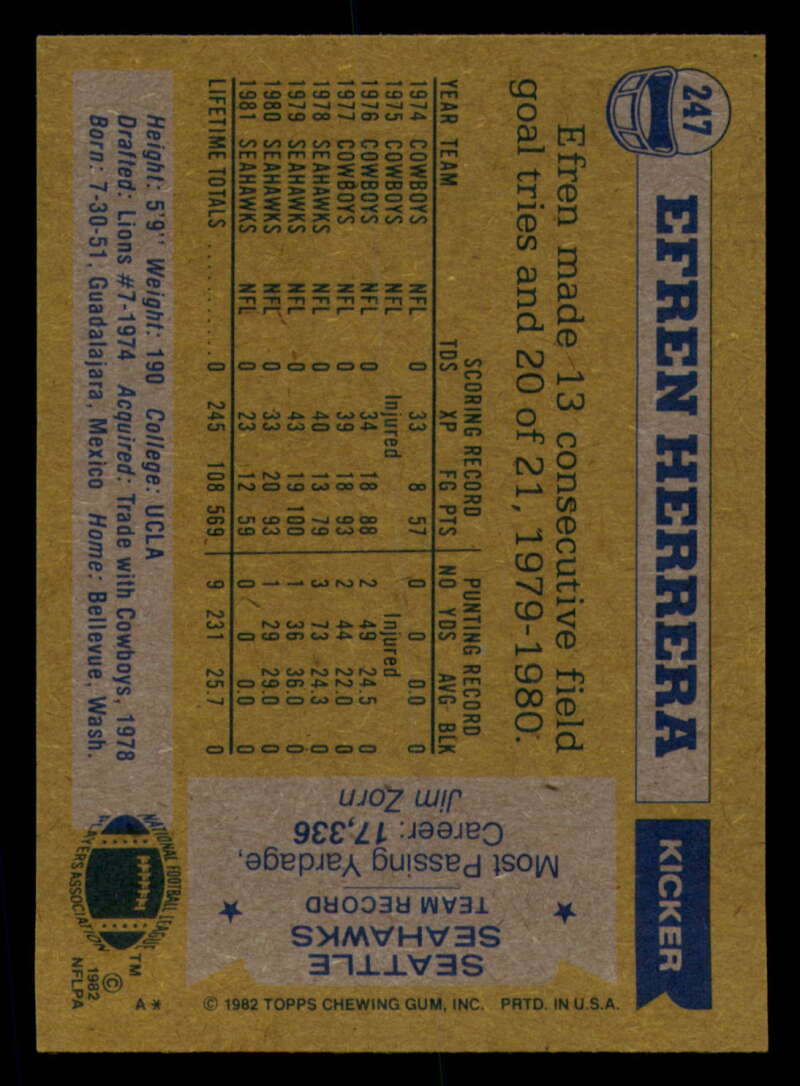 247
EFREN HERRERA
KICKER
Efren made 13 consecutive field
goal tries and 20 of 21, 1979-1980.
SCORING RECORD PUNTING RECORD
YEAR TEAM TDS XP FG PTS NO YDS AVG BLK
1974 COWBOYS NFL 0 33 8 57 0 0 0.0 0
1975 COWBOYS NFL Injured Injured
1976 COWBOYS NFL 0 34 18 88 2 49 24.5 0
1977 COWBOYS NFL 0 39 18 93 2 44 22.0 0
1978 SEAHAWKS NFL 0 40 13 79 3 73 24.3 0
1979 SEAHAWKS NFL 0 43 19 100 1 36 36.0 0
1980 SEAHAWKS NFL 0 33 20 93 1 29 29.0 0
1981 SEAHAWKS NFL 0 23 12 59 0 0 0.0 0
LIFETIME TOTALS .......... 0 245 108 569 9 231 25.7 0
Height: 5'9" Weight: 190 College: UCLA
Drafted: Lions #7-1974 Acquired: Trade with Cowboys, 1978
Born: 7-30-51, Guadalajara, Mexico Home: Bellevue, Wash.
SEATTLE
SEAHAWKS
TEAM RECORD
Most Passing Yardage,
Career: 17,336
Jim Zorn
NATIONAL FOOTBALL LEAGUE
PLAYERS ASSOCIATION
TM
©
1982
NFLPA
A*
© 1982 TOPPS CHEWING GUM, INC. PRTD. IN U.S.A.